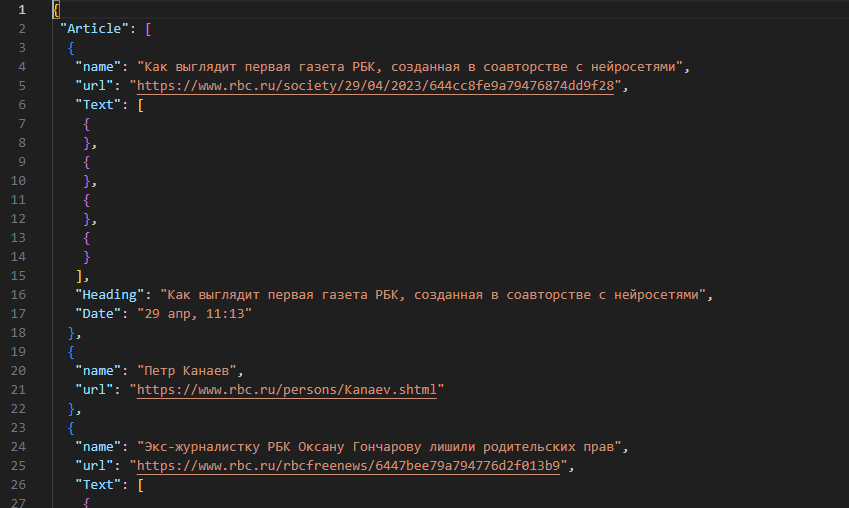 1 {
2 "Article": [
3 {
4 "name": "Как выглядит первая газета РБК, созданная в соавторстве с нейросетями",
5 "url": "https://www.rbc.ru/society/29/04/2023/644cc8fe9a79476874dd9f28",
6 "Text": [
7 {
8 },
9 {
10 },
11 {
12 },
13 {
14 }
15 ],
16 "Heading": "Как выглядит первая газета РБК, созданная в соавторстве с нейросетями",
17 "Date": "29 апр, 11:13"
18 },
19 {
20 "name": "Петр Канаев",
21 "url": "https://www.rbc.ru/persons/Kanaev.shtml"
22 },
23 {
24 "name": "Экс-журналистку РБК Оксану Гончарову лишили родительских прав",
25 "url": "https://www.rbc.ru/rbcfreenews/6447bee79a794776d2f013b9",
26 "Text": [
27 {